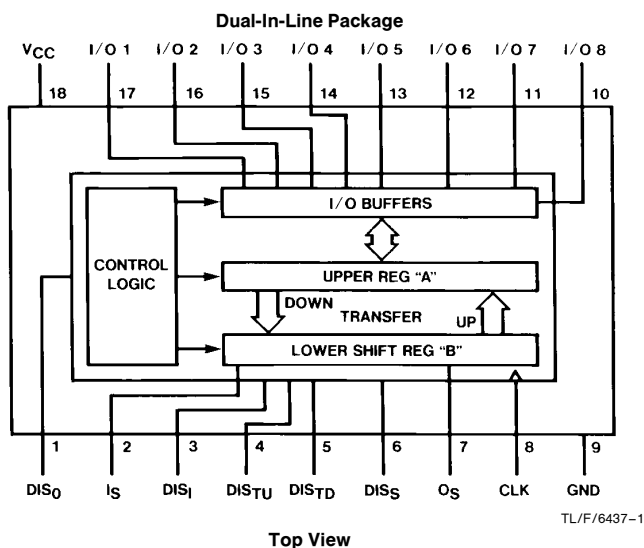 Dual-In-Line Package
VCC I/O 1 I/O 2 I/O 3 I/O 4 I/O 5 I/O 6 I/O 7 I/O 8
18 17 16 15 14 13 12 11 10
I/O BUFFERS
CONTROL
LOGIC
UPPER REG “A”
DOWN
TRANSFER
UP
LOWER SHIFT REG “B”
1 2 3 4 5 6 7 8 9
DISO IS DISI DISTU DISTD DISS OS CLK GND
TL/F/6437–1
Top View